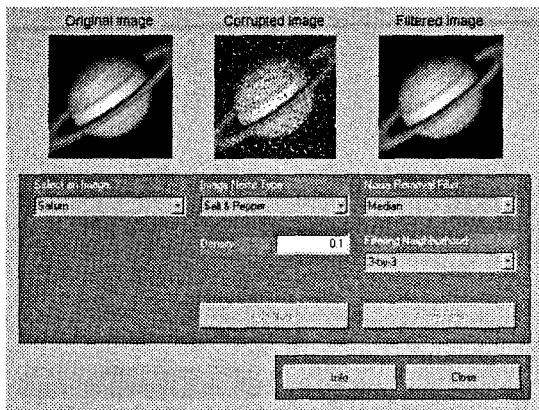 Original Image Corrupted Image Filtered Image
Select an Image: Image Noise Type: Noise Removal Filter:
Saturn Salt & Pepper Median
Density: 0.1 Filtering Neighborhood:
3-by-3
Info Close